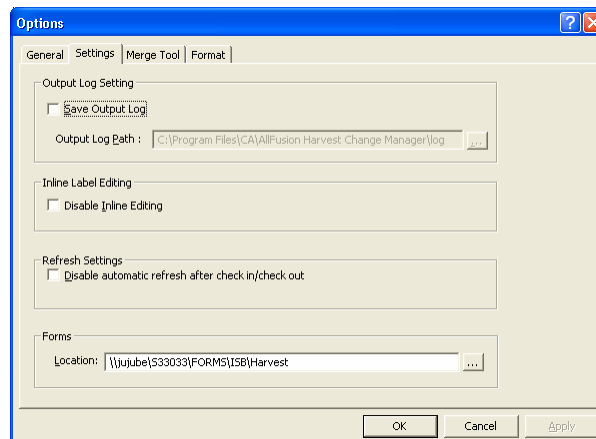 Options
General Settings Merge Tool Format
Output Log Setting
Save Output Log
Output Log Path : C:\Program Files\CA\AllFusion Harvest Change Manager\log ...
Inline Label Editing
Disable Inline Editing
Refresh Settings
Disable automatic refresh after check in/check out
Forms
Location: \\jujube\S33033\FORMS\ISB\Harvest ...
OK Cancel Apply